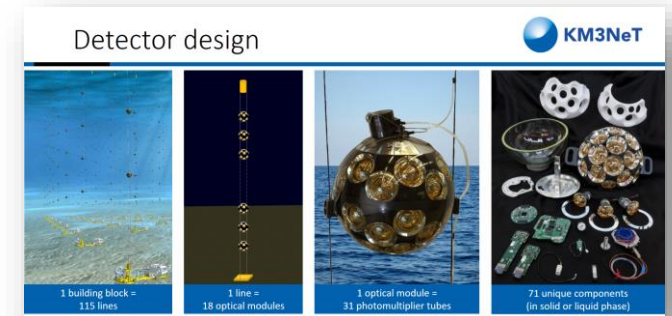 Detector design
KM3NeT
1 building block =
115 lines
1 line =
18 optical modules
1 optical module =
31 photomultiplier tubes
71 unique components
(in solid or liquid phase)